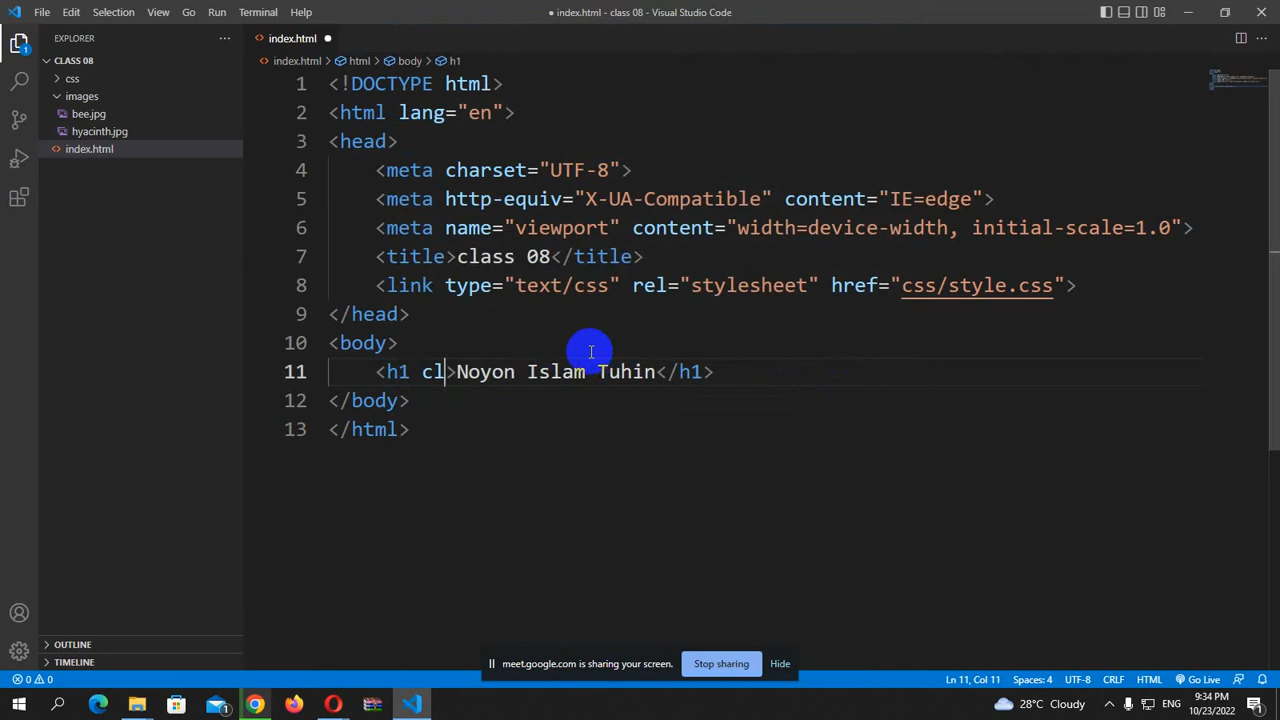 File Edit Selection View Go Run Terminal Help
● index.html - class 08 - Visual Studio Code
EXPLORER
index.html ●
1
CLASS 08
index.html > html > body > h1
css
images
bee.jpg
hyacinth.jpg
index.html
1 <!DOCTYPE html>
2 <html lang="en">
3 <head>
4 <meta charset="UTF-8">
5 <meta http-equiv="X-UA-Compatible" content="IE=edge">
6 <meta name="viewport" content="width=device-width, initial-scale=1.0">
7 <title>class 08</title>
8 <link type="text/css" rel="stylesheet" href="css/style.css">
9 </head>
10 <body>
11 <h1 cl>Noyon Islam Tuhin</h1>
12 </body>
13 </html>
OUTLINE
TIMELINE
meet.google.com is sharing your screen. Stop sharing Hide
0 0 Ln 11, Col 11 Spaces: 4 UTF-8 CRLF HTML Go Live
1 28°C Cloudy ENG 9:34 PM
10/23/2022 1